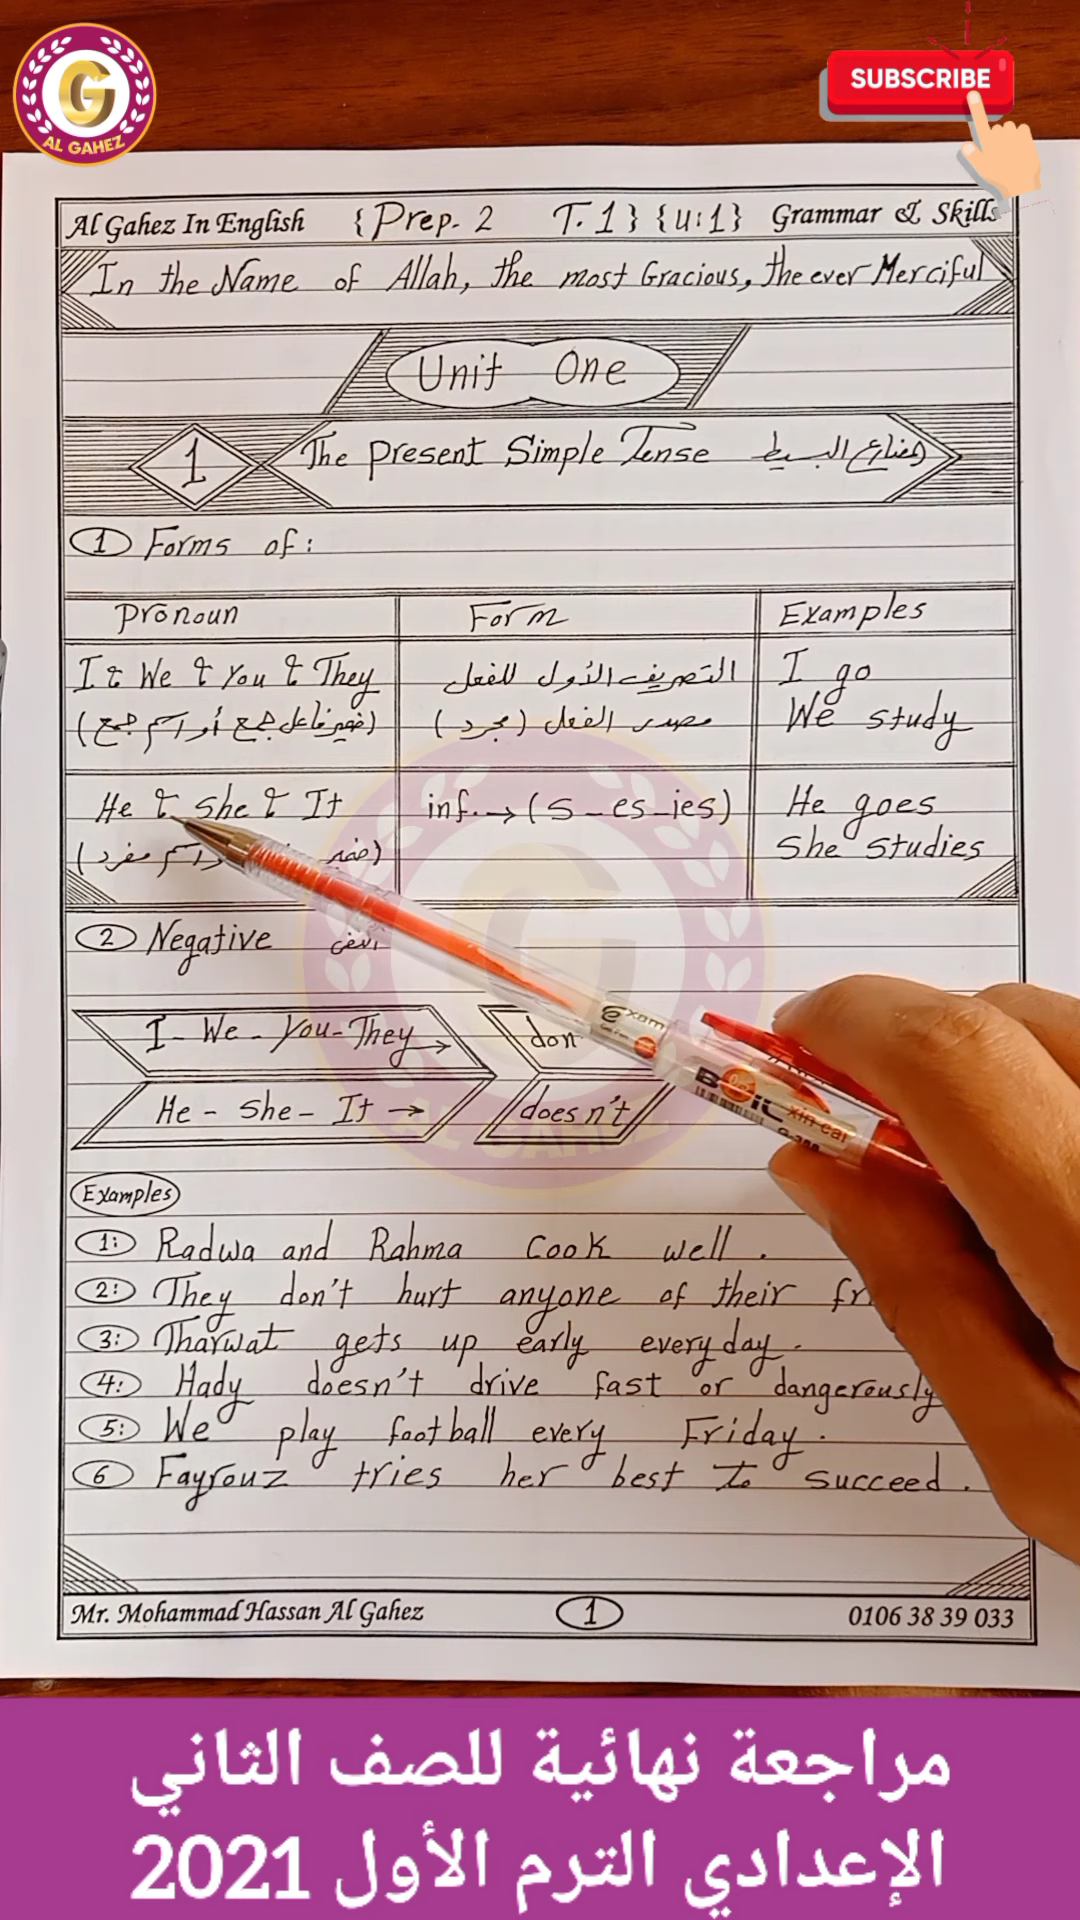 G
AL GAHEZ
SUBSCRIBE
Al Gahez In English {Prep. 2 T. 1} {u:1} Grammar & Skills
In the Name of Allah, the most Gracious, the ever Merciful
Unit One
1 The present Simple Tense المضارع البسيط
1 Forms of:
Pronoun Form Examples
I & We & You & They التصريف الأول للفعل I go
(ضمير فاعل جمع أو اسم جمع) مصدر الفعل (مجرد) We study
He & She & It inf. → (s - es - ies) He goes
(ضمير اسم مفرد) She studies
2 Negative النفى
I - We - You - They → don
He - She - It → doesn't
Examples
1: Radwa and Rahma cook well.
2: They don't hurt anyone of their fr
3: Tharwat gets up early everyday.
4: Hady doesn't drive fast or dangerously
5: We play football every Friday.
6 Fayrouz tries her best to succeed.
Mr. Mohammad Hassan Al Gahez 1 0106 38 39 033
مراجعة نهائية للصف الثاني
الإعدادي الترم الأول 2021